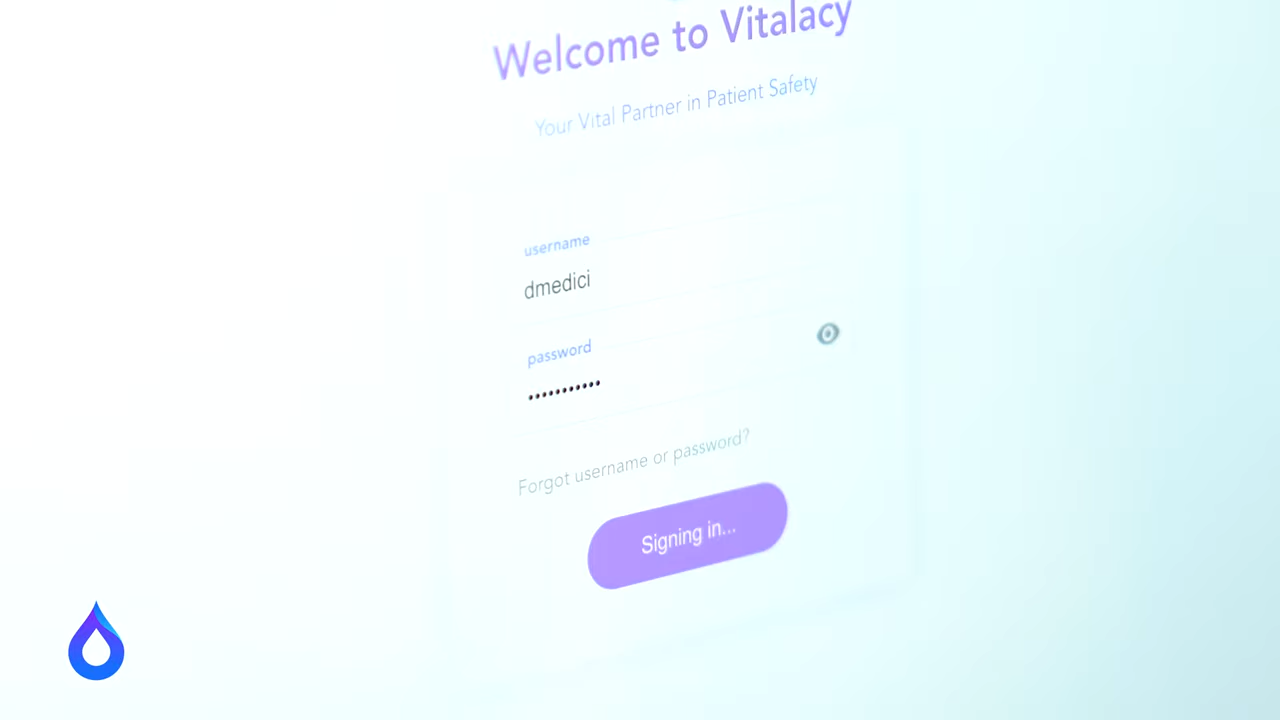 Welcome to Vitalacy
Your Vital Partner in Patient Safety
username
dmedici
password
•••••••••••
Forgot username or password?
Signing in...